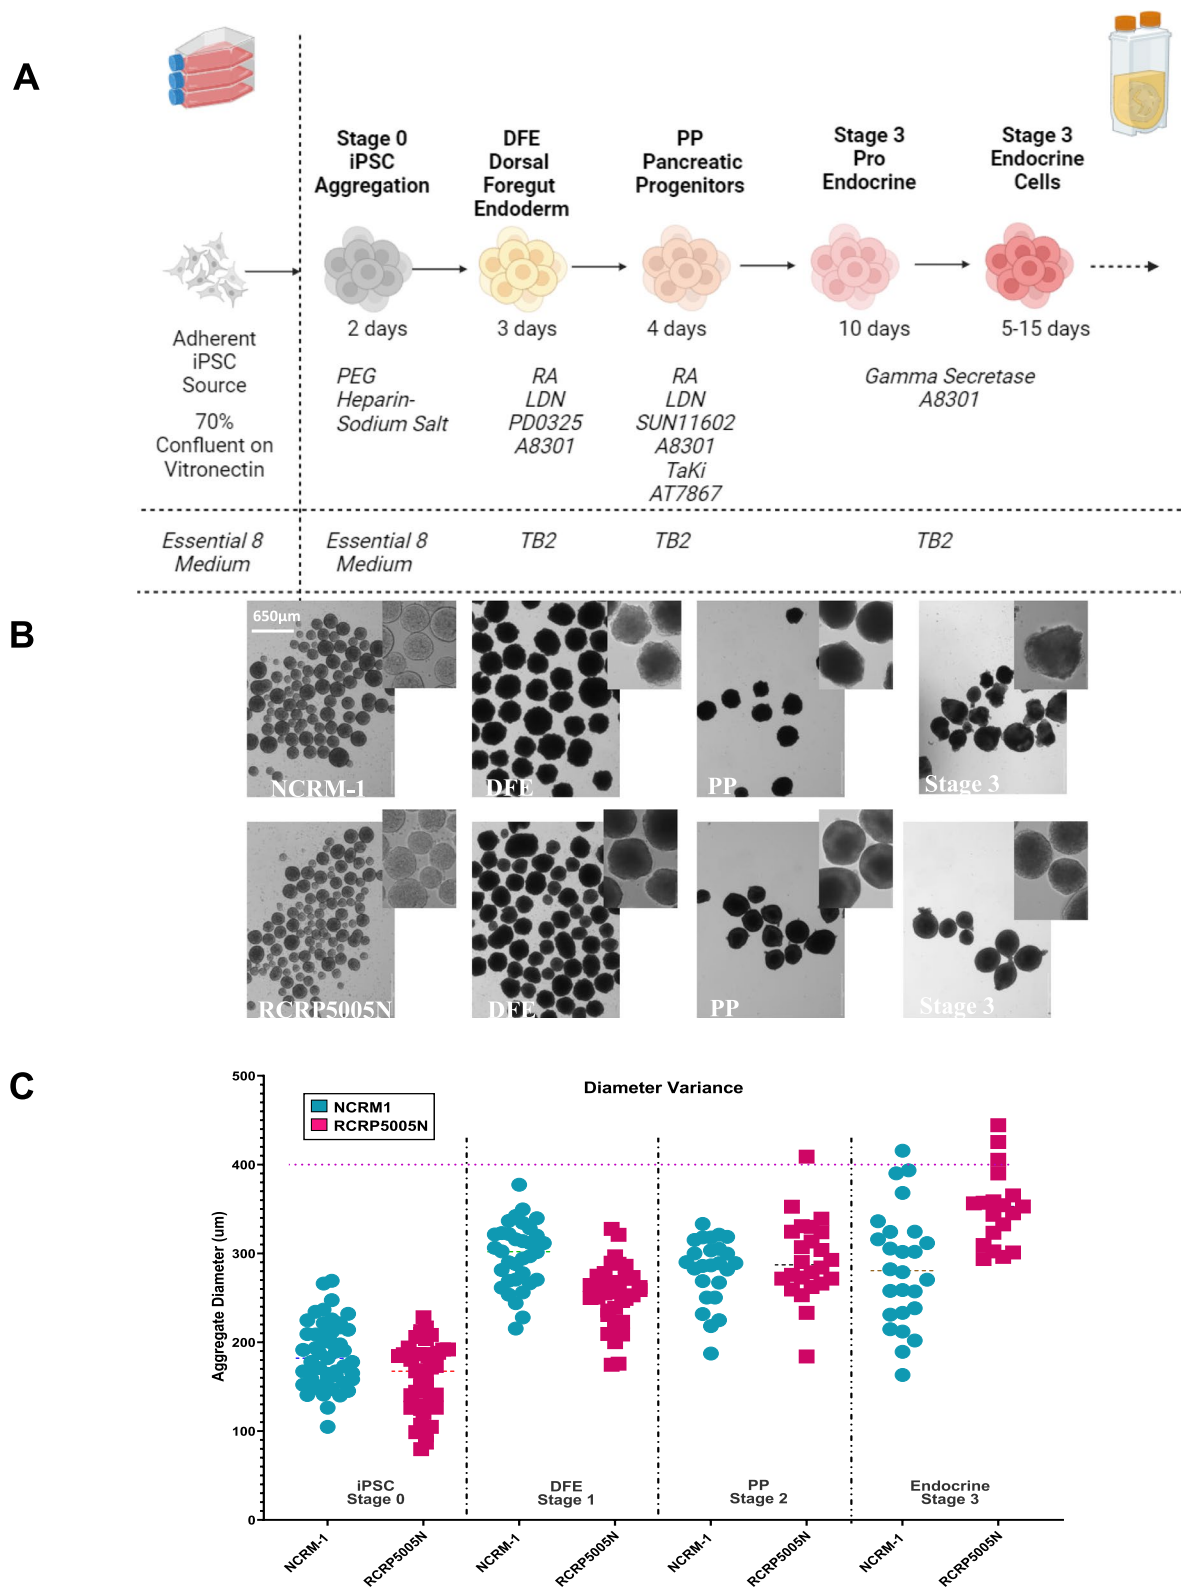 A
Stage 0
iPSC
Aggregation
DFE
Dorsal
Foregut
Endoderm
PP
Pancreatic
Progenitors
Stage 3
Pro
Endocrine
Stage 3
Endocrine
Cells
Adherent
iPSC
Source
70%
Confluent on
Vitronectin
2 days
3 days
4 days
10 days
5-15 days
PEG
Heparin-
Sodium Salt
RA
LDN
PD0325
A8301
RA
LDN
SUN11602
A8301
TaKi
AT7867
Gamma Secretase
A8301
Essential 8
Medium
Essential 8
Medium
TB2
TB2
TB2
B
650µm
NCRM-1
DFE
PP
Stage 3
RCRP5005N
DFE
PP
Stage 3
C
Diameter Variance
NCRM1
RCRP5005N
Aggregate Diameter (um)
500
400
300
200
100
0
iPSC
Stage 0
DFE
Stage 1
PP
Stage 2
Endocrine
Stage 3
NCRM-1
RCRP5005N
NCRM-1
RCRP5005N
NCRM-1
RCRP5005N
NCRM-1
RCRP5005N